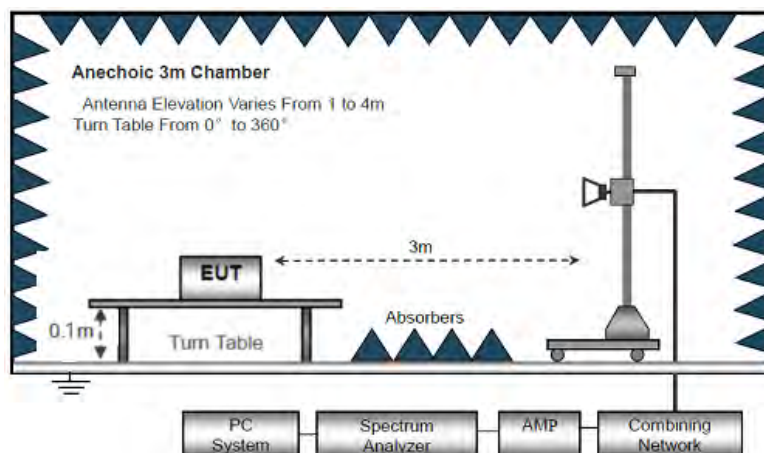 Anechoic 3m Chamber
Antenna Elevation Varies From 1 to 4m
Turn Table From 0° to 360°
3m
EUT
Absorbers
0.1m
Turn Table
PC
System
Spectrum
Analyzer
AMP
Combining
Network